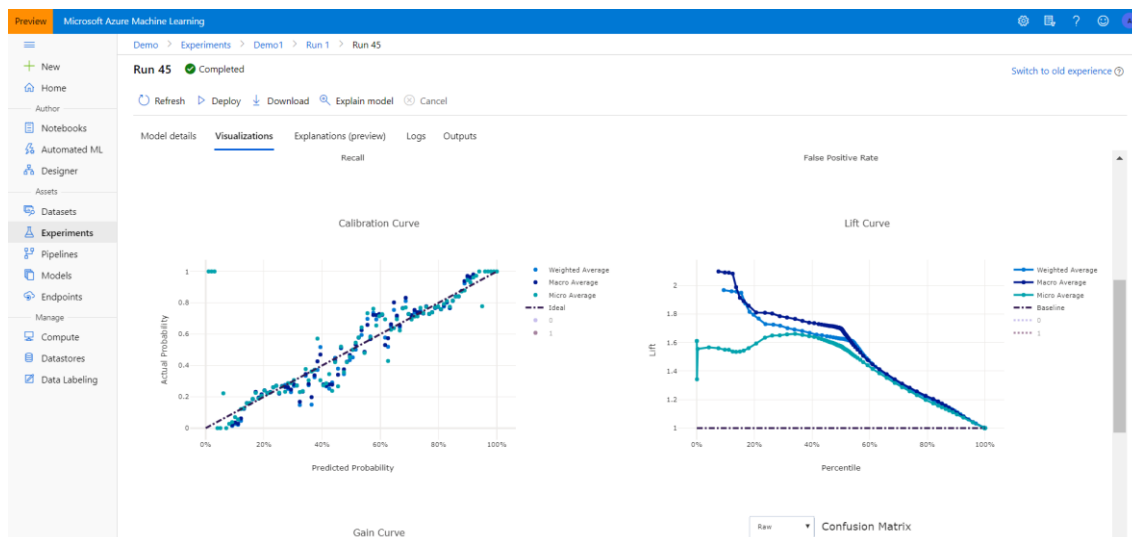 Preview Microsoft Azure Machine Learning
Demo > Experiments > Demo1 > Run 1 > Run 45
New
Home
Author
Notebooks
Automated ML
Designer
Assets
Datasets
Experiments
Pipelines
Models
Endpoints
Manage
Compute
Datastores
Data Labeling
Run 45 Completed
Switch to old experience
Refresh Deploy Download Explain model Cancel
Model details Visualizations Explanations (preview) Logs Outputs
Recall
False Positive Rate
Calibration Curve
1
0.8
0.6
0.4
0.2
0
Actual Probability
0% 20% 40% 60% 80% 100%
Predicted Probability
Weighted Average
Macro Average
Micro Average
Ideal
0
1
Lift Curve
2
1.8
1.6
1.4
1.2
1
Lift
0% 20% 40% 60% 80% 100%
Percentile
Weighted Average
Macro Average
Micro Average
Baseline
0
1
Gain Curve
Raw Confusion Matrix